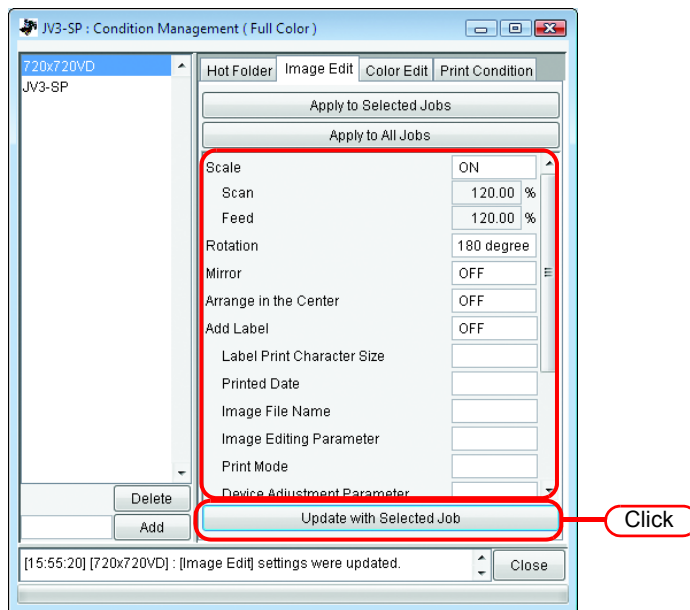 JV3-SP : Condition Management ( Full Color )
720x720VD
JV3-SP
Hot Folder Image Edit Color Edit Print Condition
Apply to Selected Jobs
Apply to All Jobs
Scale ON
Scan 120.00 %
Feed 120.00 %
Rotation 180 degree
Mirror OFF
Arrange in the Center OFF
Add Label OFF
Label Print Character Size
Printed Date
Image File Name
Image Editing Parameter
Print Mode
Device Adjustment Parameter
Delete
Update with Selected Job
Click
Add
[15:55:20] [720x720VD] : [Image Edit] settings were updated.
Close